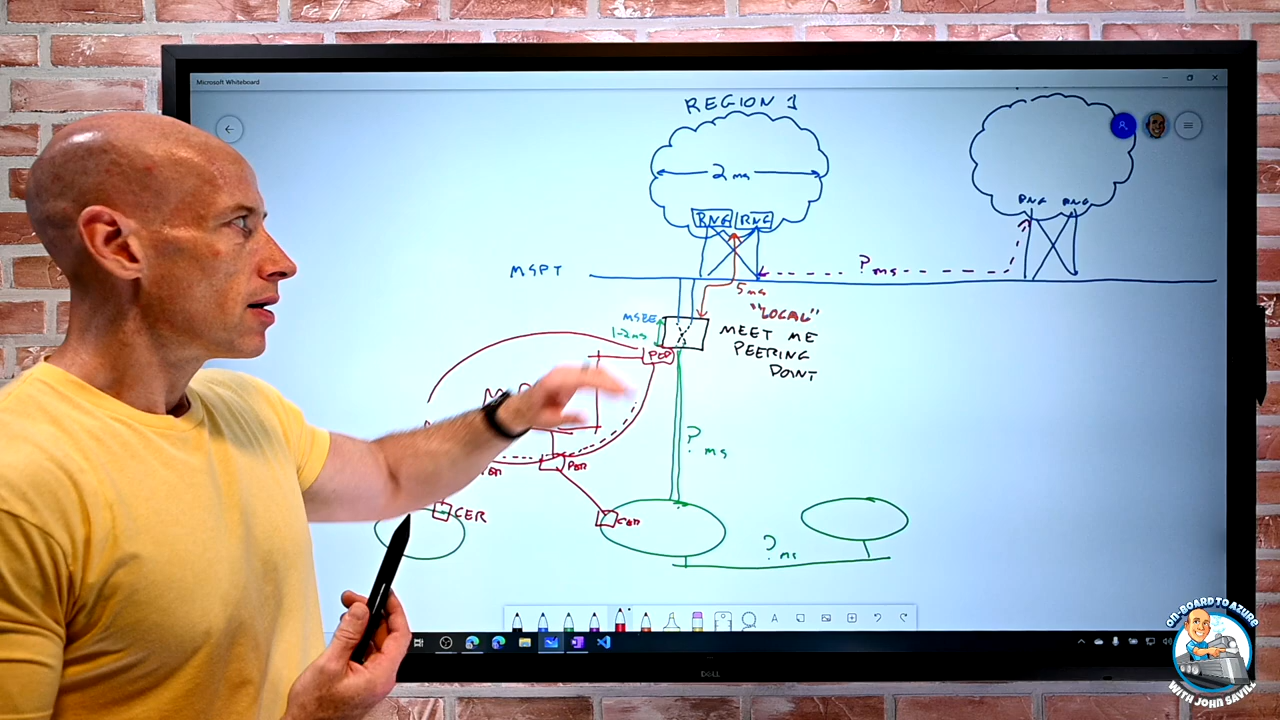 Microsoft Whiteboard
REGION 1
2ms
RNG RNG
RNG RNG
MSPT
?ms
5ms
"LOCAL"
MSEE
1-2ms
MEET ME
PEERING
POINT
POP
?ms
PER
CER
CER
?ms
DELL
ON-BOARD TO AZURE
WITH JOHN SAVILL